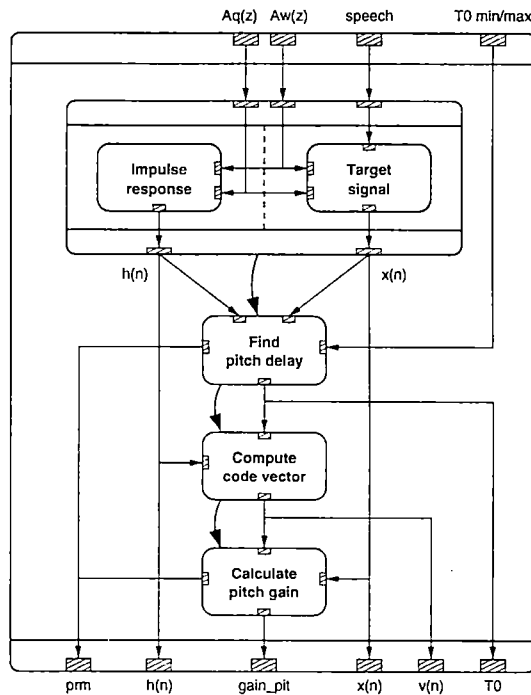 Aq(z) Aw(z) speech T0 min/max
Impulse
response
Target
signal
h(n)
x(n)
Find
pitch delay
Compute
code vector
Calculate
pitch gain
prm h(n) gain_pit x(n) v(n) T0